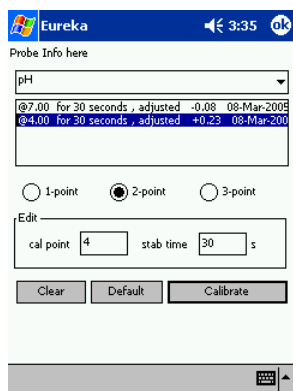 Eureka 3:35 ok
Probe Info here
pH
@7.00 for 30 seconds , adjusted -0.08 08-Mar-2005
@4.00 for 30 seconds , adjusted +0.23 08-Mar-200
1-point 2-point 3-point
Edit
cal point 4 stab time 30 s
Clear Default Calibrate